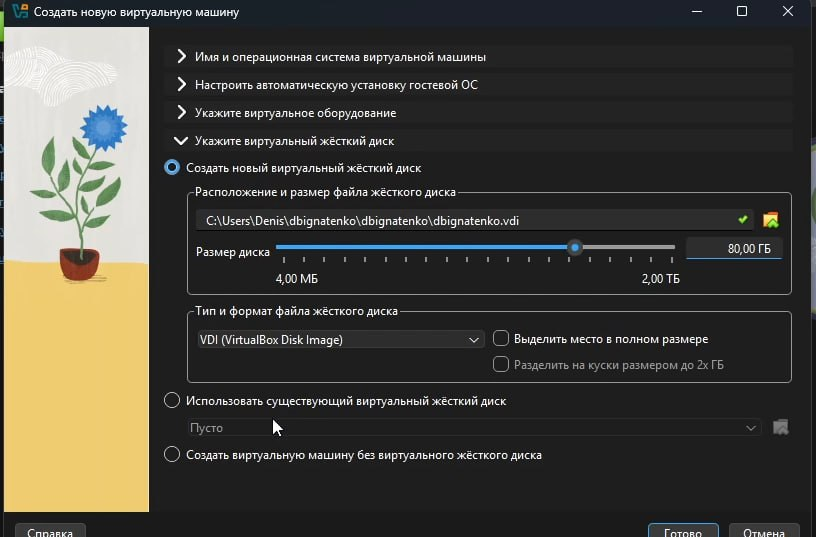 Создать новую виртуальную машину
Имя и операционная система виртуальной машины
Настроить автоматическую установку гостевой ОС
Укажите виртуальное оборудование
Укажите виртуальный жёсткий диск
Создать новый виртуальный жёсткий диск
Расположение и размер файла жёсткого диска
C:\Users\Denis\dbignatenko\dbignatenko\dbignatenko.vdi
Размер диска 80,00 ГБ
4,00 МБ 2,00 ТБ
Тип и формат файла жёсткого диска
VDI (VirtualBox Disk Image) Выделить место в полном размере
Разделить на куски размером до 2х ГБ
Использовать существующий виртуальный жёсткий диск
Пусто
Создать виртуальную машину без виртуального жёсткого диска
Справка Готово Отмена